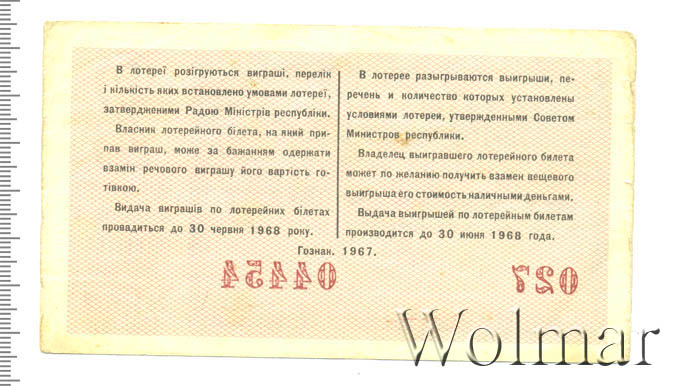 В лотереї розігруються виграші, перелік
і кількість яких встановлено умовами лотереї,
затвердженими Радою Міністрів республіки.
Власник лотерейного білета, на який при-
пав виграш, може за бажанням одержати
взамін речового виграшу його вартість го-
тівкою.
Видача виграшів по лотерейних білетах
провадиться до 30 червня 1968 року.
В лотерее разыгрываются выигрыши, пе-
речень и количество которых установлены
условиями лотереи, утвержденными Советом
Министров республики.
Владелец выигравшего лотерейного билета
может по желанию получить взамен вещевого
выигрыша его стоимость наличными деньгами.
Выдача выигрышей по лотерейным билетам
производится до 30 июня 1968 года.
Гознак. 1967.
04454 027
Wolmar